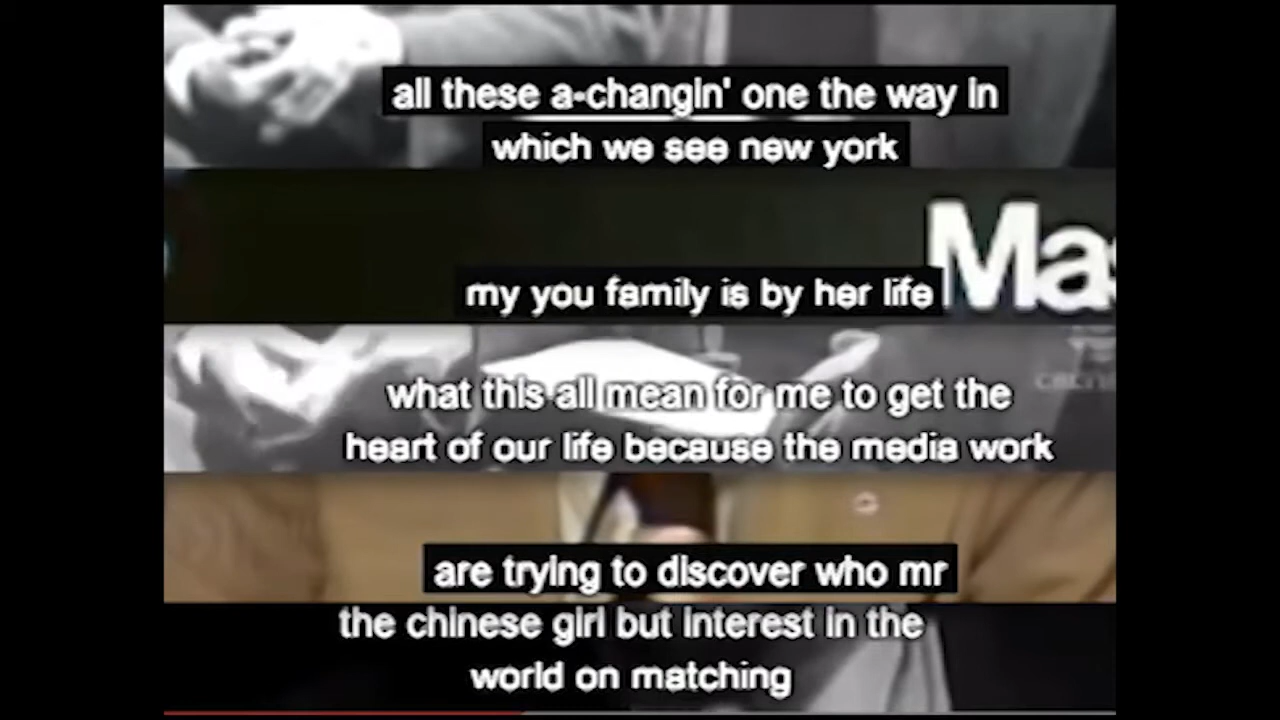 all these a-changin' one the way in
which we see new york
Mas
my you family is by her life
what this all mean for me to get the
heart of our life because the media work
are trying to discover who mr
the chinese girl but interest in the
world on matching